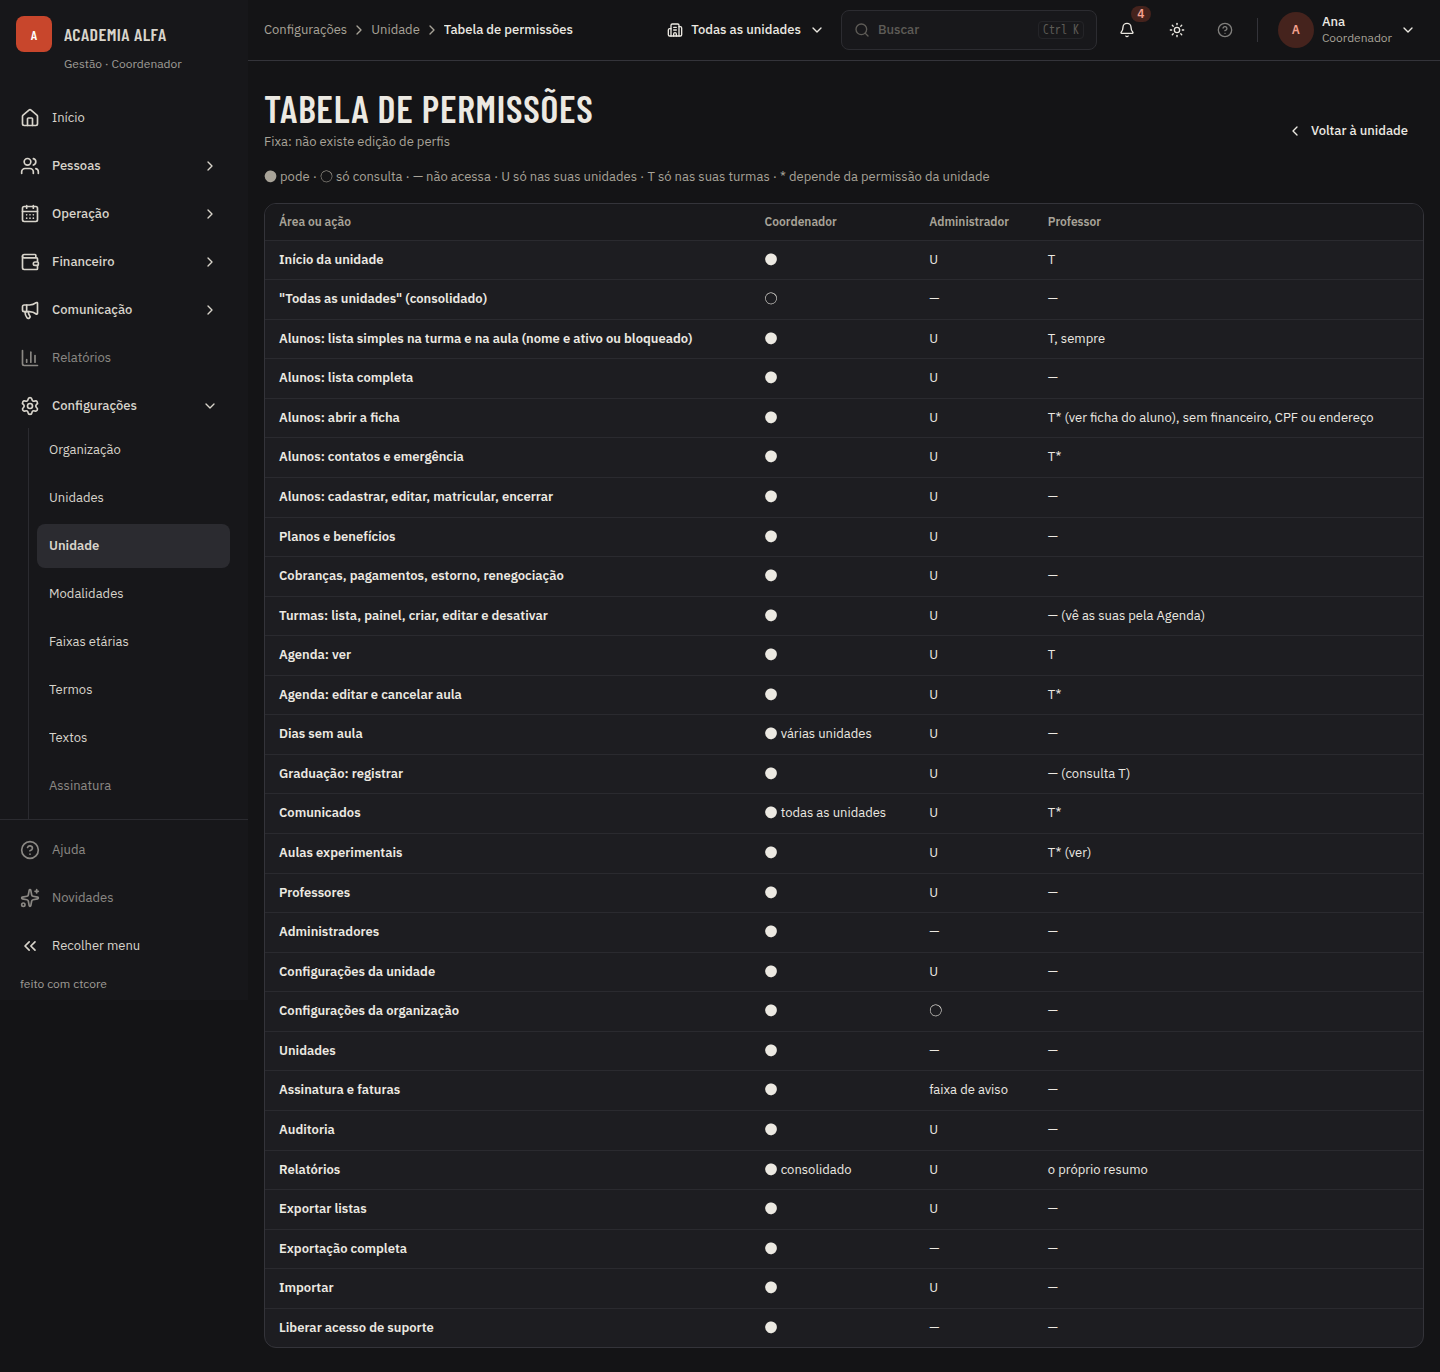 A
ACADEMIA ALFA
Gestão · Coordenador
Início
Pessoas
Operação
Financeiro
Comunicação
Relatórios
Configurações
Organização
Unidades
Unidade
Modalidades
Faixas etárias
Termos
Textos
Assinatura
Ajuda
Novidades
Recolher menu
feito com ctcore
Configurações > Unidade > Tabela de permissões
Todas as unidades
Buscar Ctrl K
4
A
Ana
Coordenador
TABELA DE PERMISSÕES
Fixa: não existe edição de perfis
Voltar à unidade
● pode · ○ só consulta · — não acessa · U só nas suas unidades · T só nas suas turmas · * depende da permissão da unidade
Área ou ação Coordenador Administrador Professor
Início da unidade ● U T
"Todas as unidades" (consolidado) ○ — —
Alunos: lista simples na turma e na aula (nome e ativo ou bloqueado) ● U T, sempre
Alunos: lista completa ● U —
Alunos: abrir a ficha ● U T* (ver ficha do aluno), sem financeiro, CPF ou endereço
Alunos: contatos e emergência ● U T*
Alunos: cadastrar, editar, matricular, encerrar ● U —
Planos e benefícios ● U —
Cobranças, pagamentos, estorno, renegociação ● U —
Turmas: lista, painel, criar, editar e desativar ● U — (vê as suas pela Agenda)
Agenda: ver ● U T
Agenda: editar e cancelar aula ● U T*
Dias sem aula ● várias unidades U —
Graduação: registrar ● U — (consulta T)
Comunicados ● todas as unidades U T*
Aulas experimentais ● U T* (ver)
Professores ● U —
Administradores ● — —
Configurações da unidade ● U —
Configurações da organização ● ○ —
Unidades ● — —
Assinatura e faturas ● faixa de aviso —
Auditoria ● U —
Relatórios ● consolidado U o próprio resumo
Exportar listas ● U —
Exportação completa ● — —
Importar ● U —
Liberar acesso de suporte ● — —